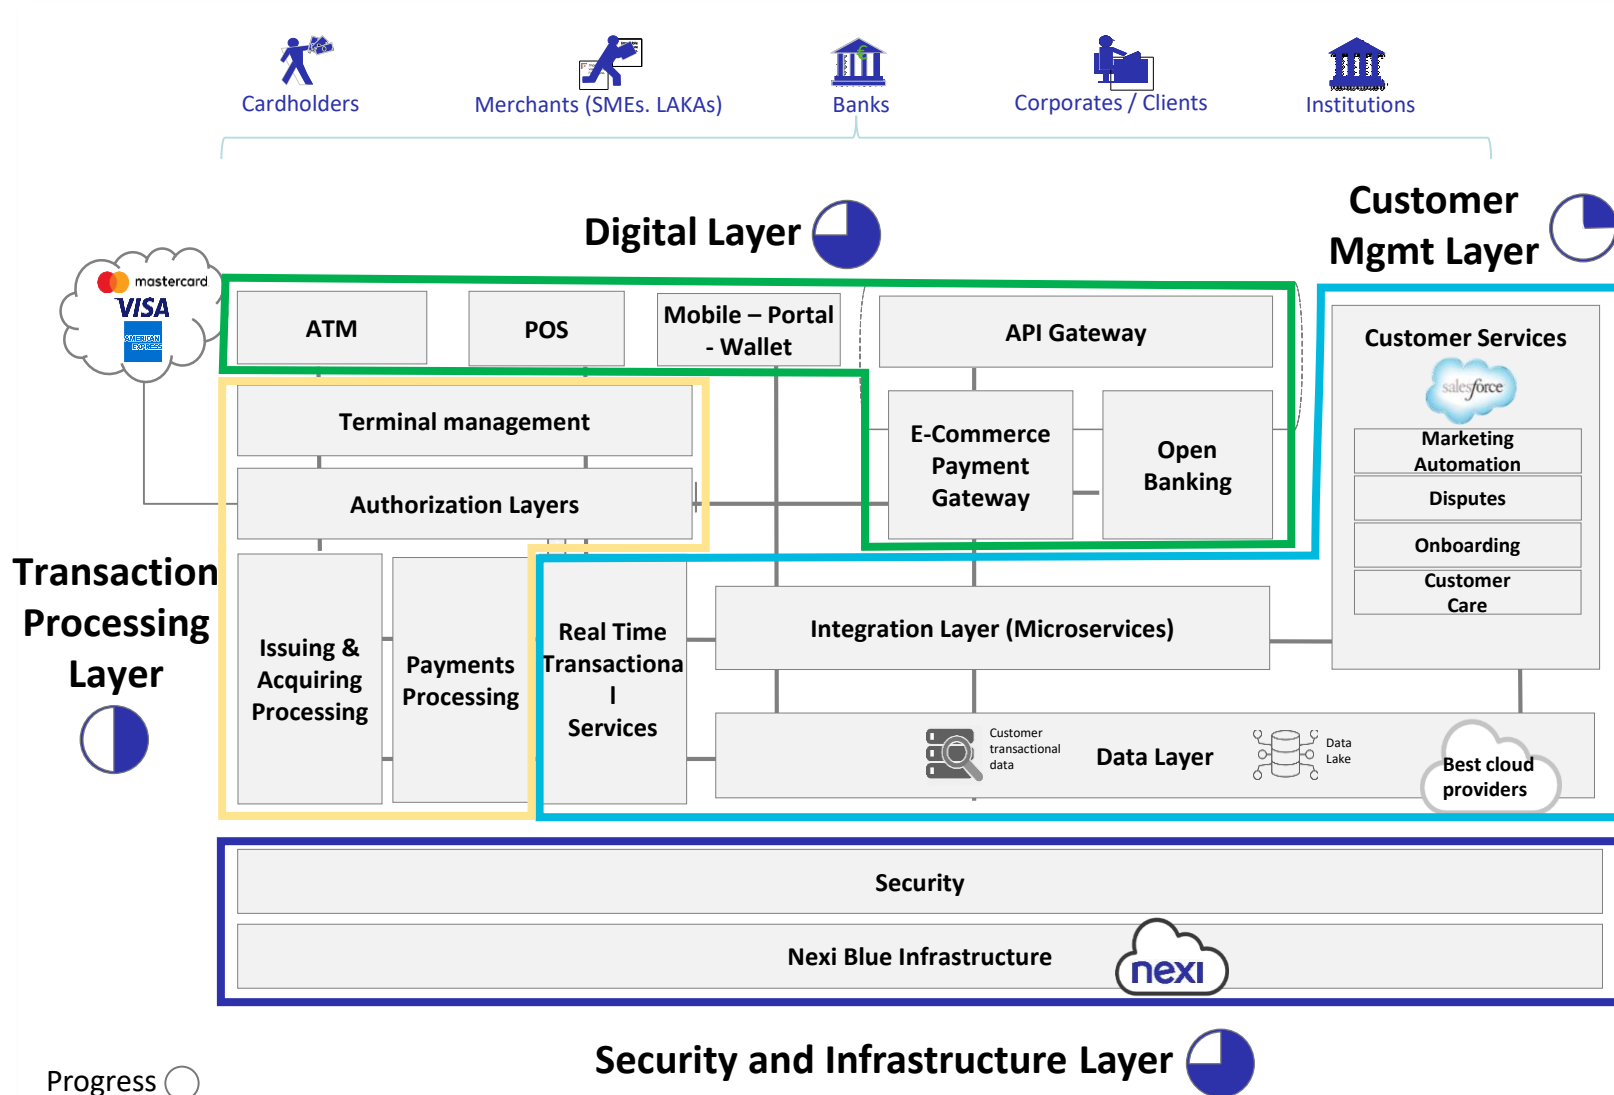 Cardholders
Merchants (SMEs. LAKAs)
Banks
Corporates / Clients
Institutions
Digital Layer
Customer
Mgmt Layer
mastercard
VISA
AMERICAN
EXPRESS
ATM
POS
Mobile – Portal
- Wallet
API Gateway
Customer Services
salesforce
Marketing
Automation
Disputes
Onboarding
Customer
Care
Terminal management
E-Commerce
Payment
Gateway
Open
Banking
Authorization Layers
Transaction
Processing
Layer
Issuing &
Acquiring
Processing
Payments
Processing
Real Time
Transactiona
l
Services
Integration Layer (Microservices)
Customer
transactional
data
Data Layer
Data
Lake
Best cloud
providers
Security
Nexi Blue Infrastructure
nexi
Security and Infrastructure Layer
Progress